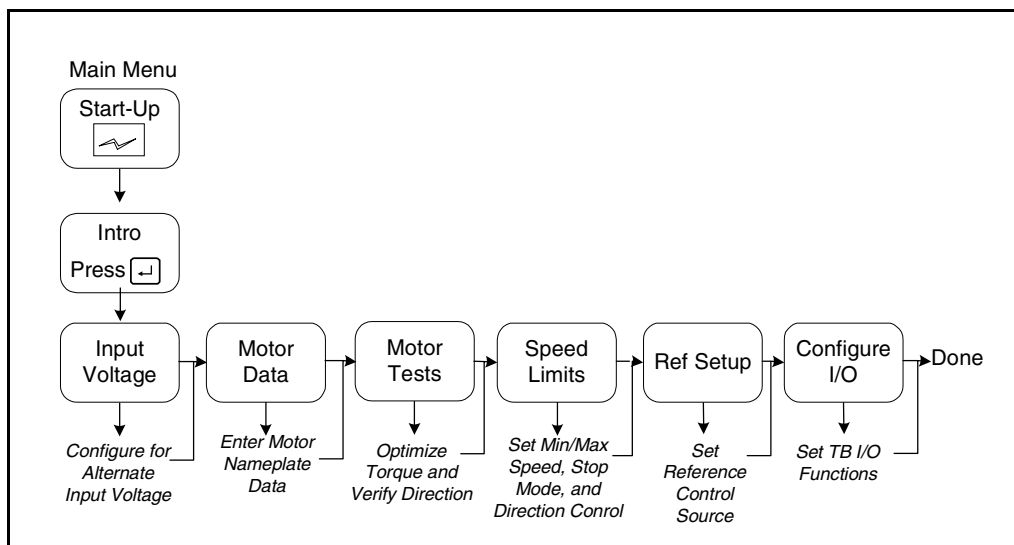 Main Menu
Start-Up
Intro
Press
Input
Voltage
Motor
Data
Motor
Tests
Speed
Limits
Ref Setup
Configure
I/O
Done
Configure for
Alternate
Input Voltage
Enter Motor
Nameplate
Data
Optimize
Torque and
Verify Direction
Set Min/Max
Speed, Stop
Mode, and
Direction Conrol
Set
Reference
Control
Source
Set TB I/O
Functions